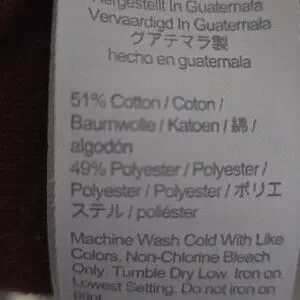 Hergestellt In Guatemala
Vervaardigd In Guatemala
グアテマラ製
hecho en guatemala
51% Cotton / Coton /
Baumwolle / Katoen / 綿 /
algodón
49% Polyester / Polyester /
Polyester / Polyester / ポリエ
ステル / poliéster
Machine Wash Cold With Like
Colors. Non-Chlorine Bleach
Only. Tumble Dry Low. Iron on
Lowest Setting. Do not iron on